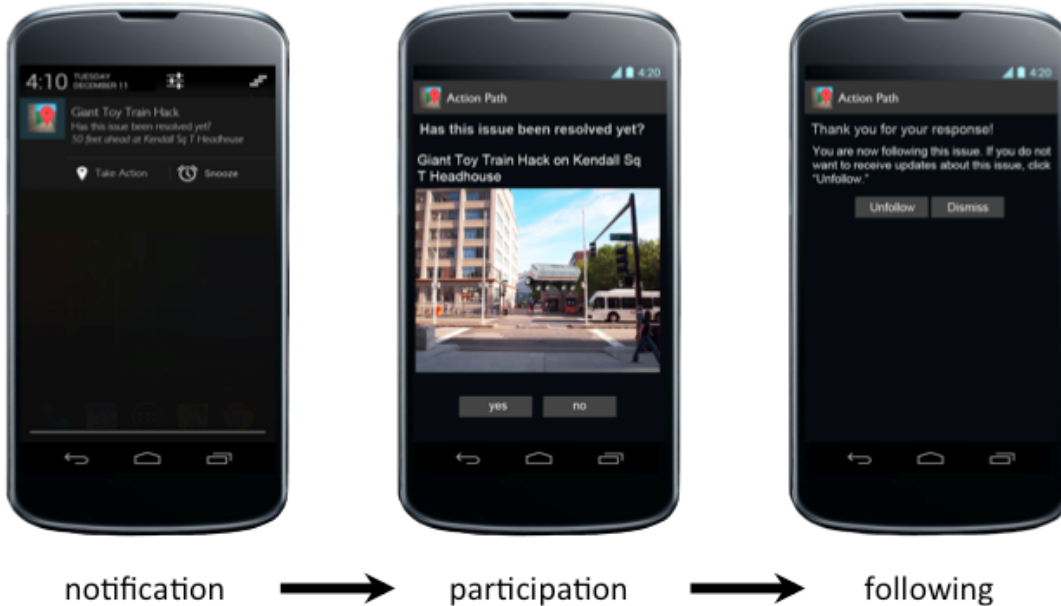 4:10 TUESDAY
DECEMBER 11
Giant Toy Train Hack
Has this issue been resolved yet?
50 feet ahead at Kendall Sq T Headhouse
Take Action
Snooze
4:20
Action Path
Has this issue been resolved yet?
Giant Toy Train Hack on Kendall Sq
T Headhouse
yes
no
4:20
Action Path
Thank you for your response!
You are now following this issue. If you do not
want to receive updates about this issue, click
"Unfollow."
Unfollow
Dismiss
notification
participation
following